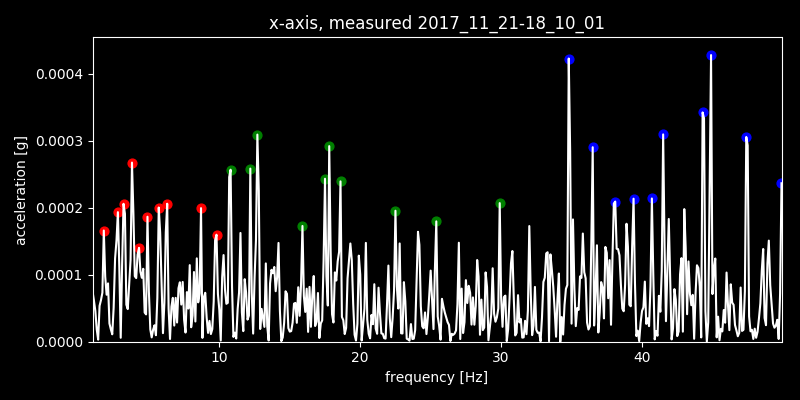 x-axis, measured 2017_11_21-18_10_01
0.0004
0.0003
0.0002
0.0001
0.0000
acceleration [g]
10 20 30 40
frequency [Hz]